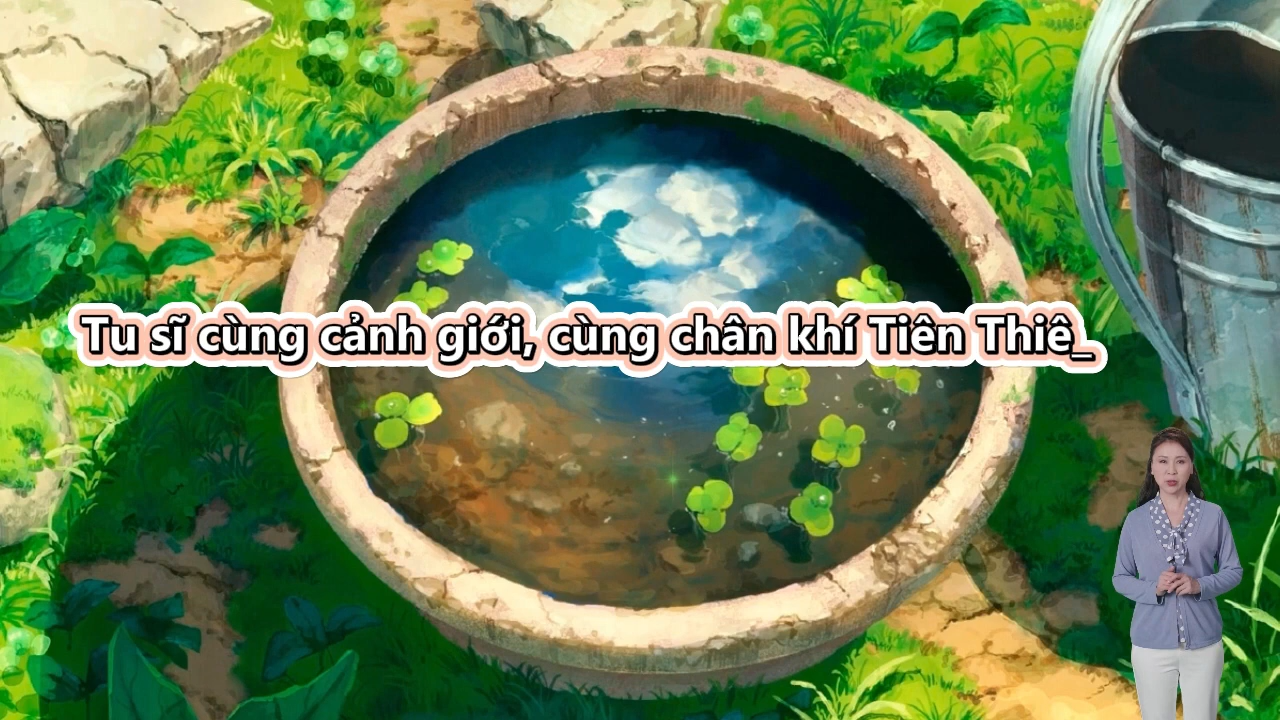 Tu sĩ cùng cảnh giới, cùng chân khí Tiên Thiê_